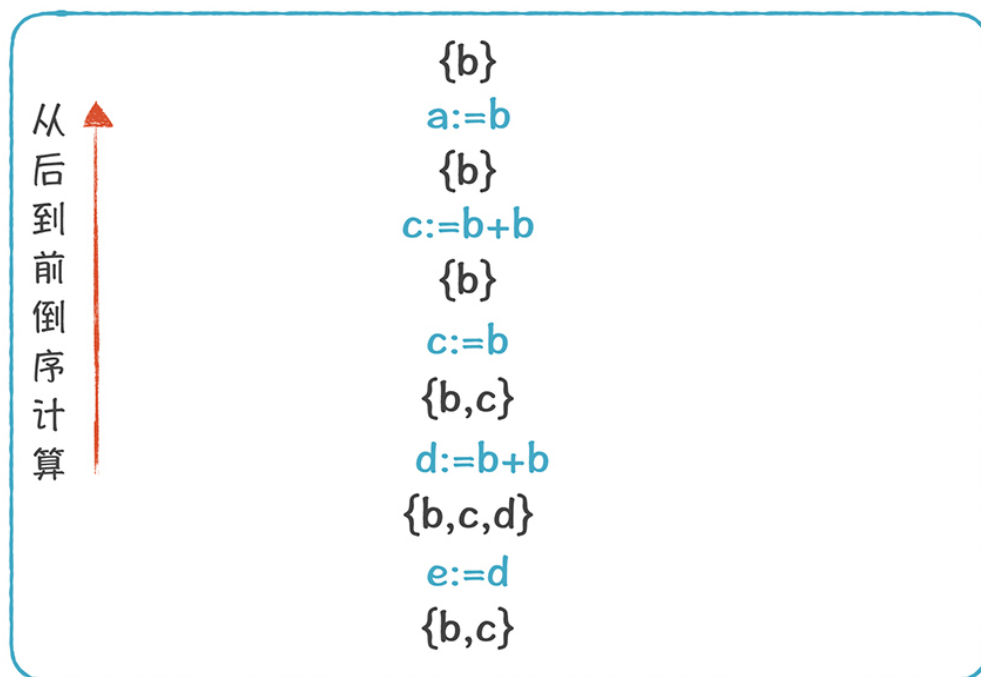 从后到前倒序计算
{b}
a:=b
{b}
c:=b+b
{b}
c:=b
{b,c}
d:=b+b
{b,c,d}
e:=d
{b,c}